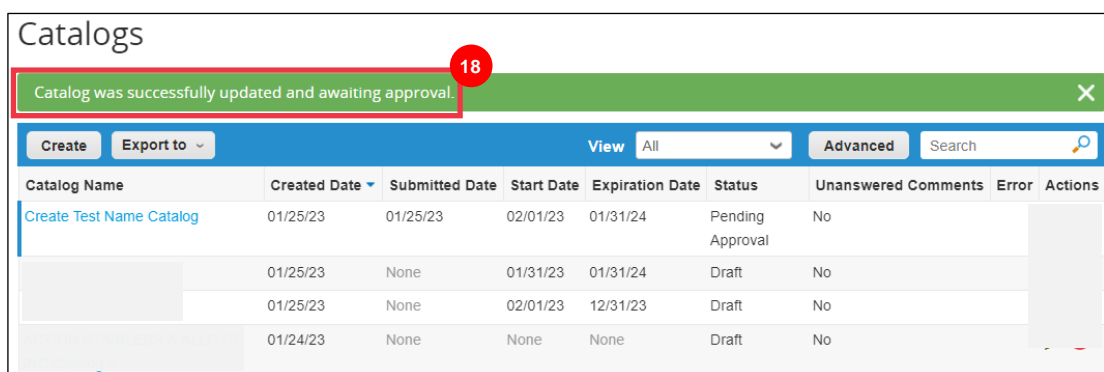 Catalogs
18
Catalog was successfully updated and awaiting approval.
Create Export to View All Advanced Search
Catalog Name Created Date Submitted Date Start Date Expiration Date Status Unanswered Comments Error Actions
Create Test Name Catalog 01/25/23 01/25/23 02/01/23 01/31/24 Pending No
Approval
01/25/23 None 01/31/23 01/31/24 Draft No
01/25/23 None 02/01/23 12/31/23 Draft No
01/24/23 None None None Draft No